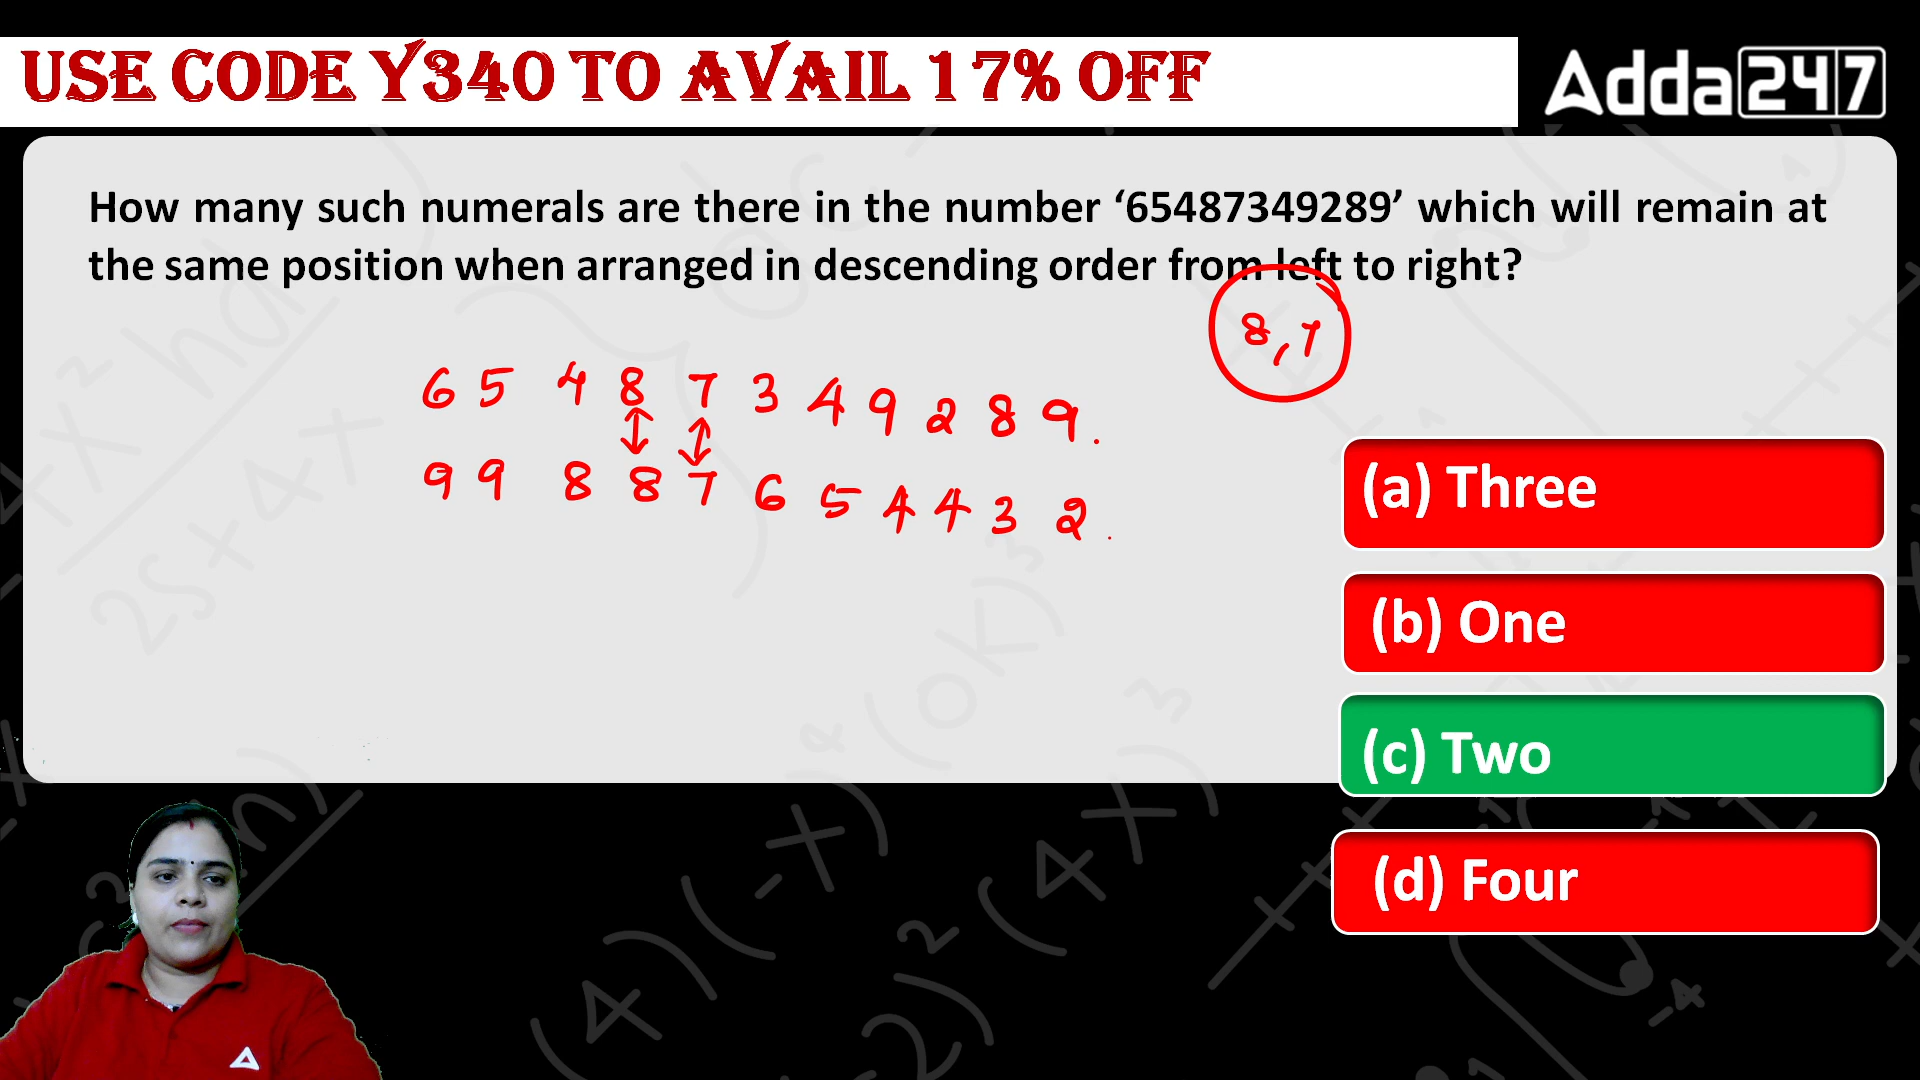 USE CODE Y340 TO AVAIL 17% OFF
Adda247
How many such numerals are there in the number ‘65487349289’ which will remain at
the same position when arranged in descending order from left to right?
8, 7
6 5 4 8 7 3 4 9 2 8 9.
9 9 8 8 7 6 5 4 4 3 2.
(a) Three
(b) One
(c) Two
(d) Four